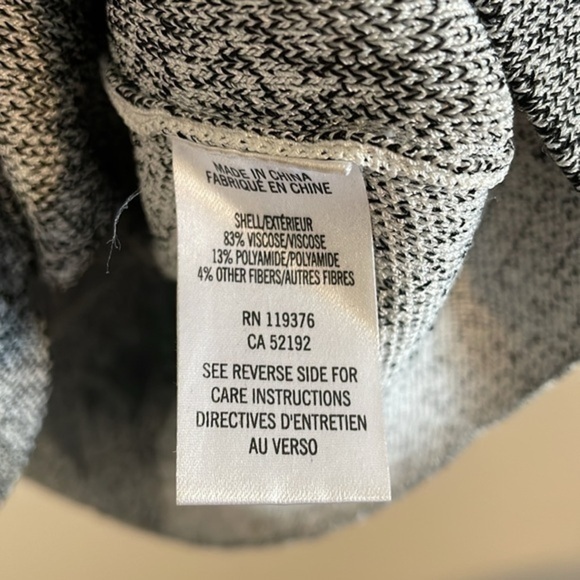 MADE IN CHINA
FABRIQUÉ EN CHINE
SHELL/EXTÉRIEUR
83% VISCOSE/VISCOSE
13% POLYAMIDE/POLYAMIDE
4% OTHER FIBERS/AUTRES FIBRES
RN 119376
CA 52192
SEE REVERSE SIDE FOR
CARE INSTRUCTIONS
DIRECTIVES D'ENTRETIEN
AU VERSO